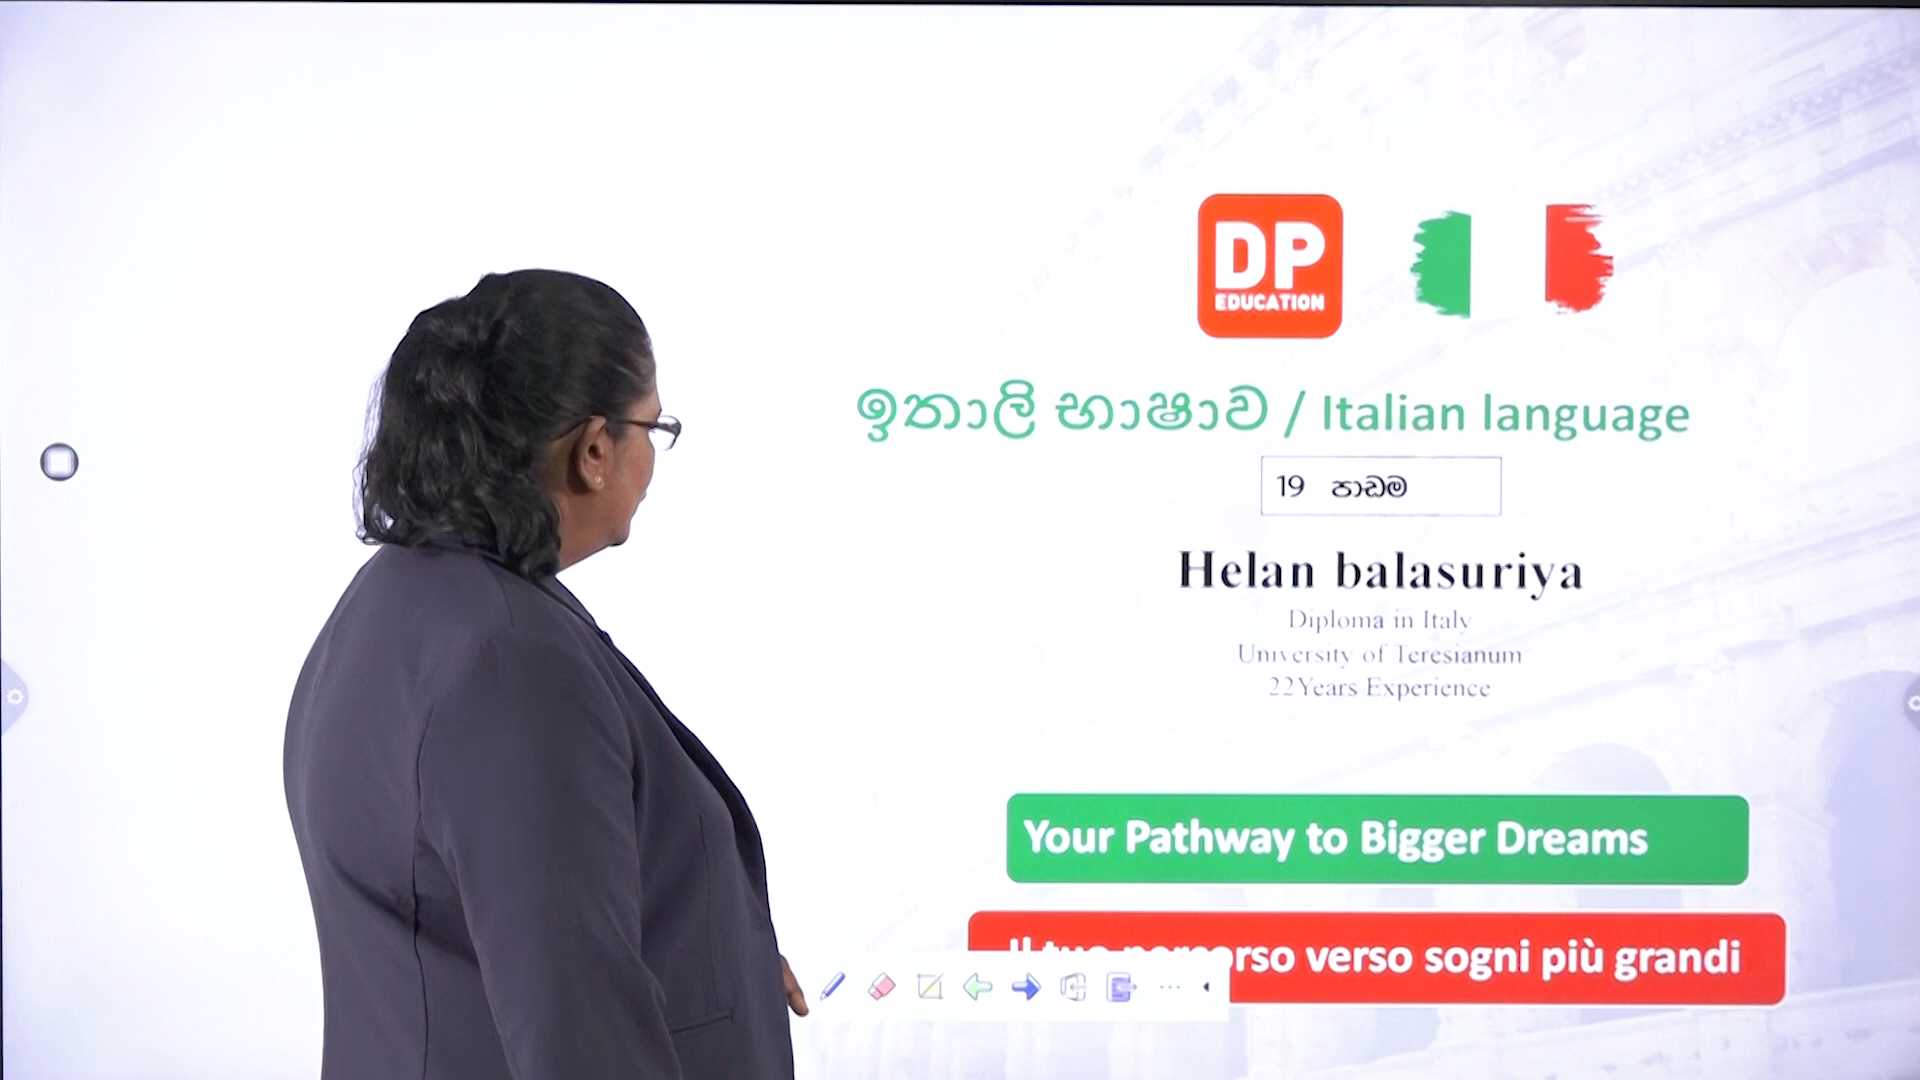 DP
EDUCATION
ඉතාලි භාෂාව / Italian language
19 පාඩම
Helan balasuriya
Diploma in Italy
University of Teresianum
22Years Experience
Your Pathway to Bigger Dreams
verso sogni più grandi